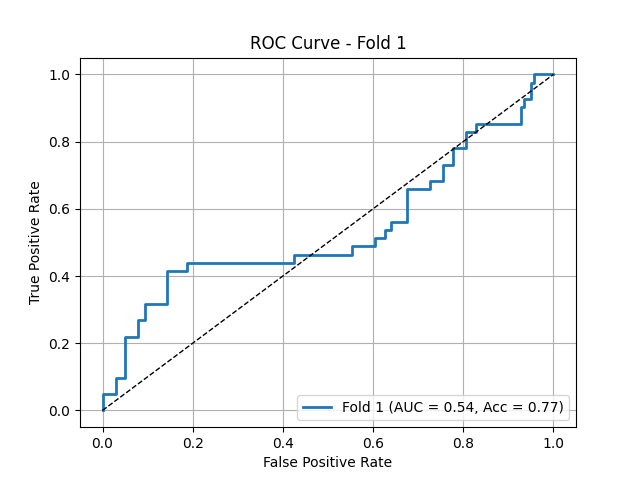 ROC Curve - Fold 1
True Positive Rate
1.0
0.8
0.6
0.4
0.2
0.0
Fold 1 (AUC = 0.54, Acc = 0.77)
0.0 0.2 0.4 0.6 0.8 1.0
False Positive Rate